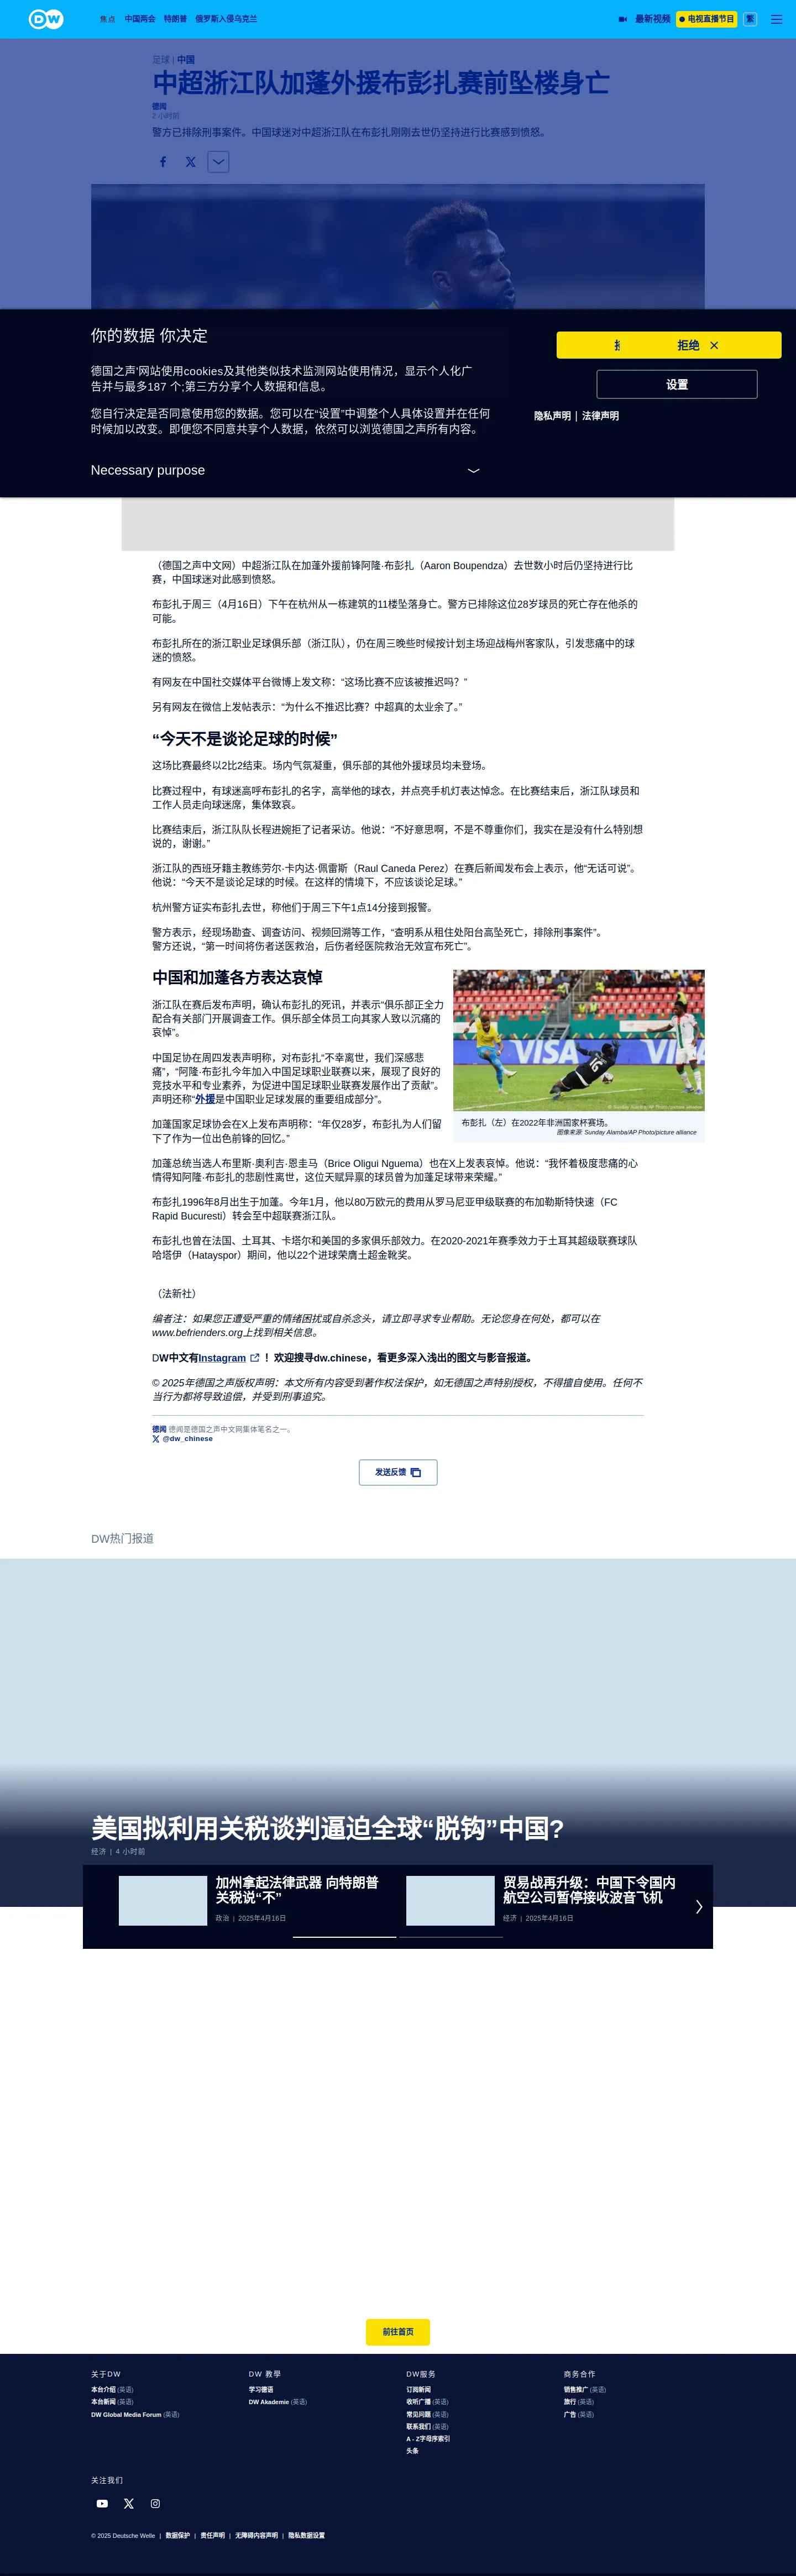 DW
焦点 中国两会 特朗普 俄罗斯入侵乌克兰
最新视频 电视直播节目 繁
足球 | 中国
中超浙江队加蓬外援布彭扎赛前坠楼身亡
德闻
2 小时前
警方已排除刑事案件。中国球迷对中超浙江队在布彭扎刚刚去世仍坚持进行比赛感到愤怒。
你的数据 你决定
德国之声'网站使用cookies及其他类似技术监测网站使用情况，显示个人化广
告并与最多187 个;第三方分享个人数据和信息。
您自行决定是否同意使用您的数据。您可以在“设置”中调整个人具体设置并在任何
时候加以改变。即便您不同意共享个人数据，依然可以浏览德国之声所有内容。
Necessary purpose
拒绝
设置
隐私声明 | 法律声明
（德国之声中文网）中超浙江队在加蓬外援前锋阿隆·布彭扎（Aaron Boupendza）去世数小时后仍坚持进行比
赛，中国球迷对此感到愤怒。
布彭扎于周三（4月16日）下午在杭州从一栋建筑的11楼坠落身亡。警方已排除这位28岁球员的死亡存在他杀的
可能。
布彭扎所在的浙江职业足球俱乐部（浙江队），仍在周三晚些时候按计划主场迎战梅州客家队，引发悲痛中的球
迷的愤怒。
有网友在中国社交媒体平台微博上发文称：“这场比赛不应该被推迟吗？”
另有网友在微信上发帖表示：“为什么不推迟比赛？中超真的太业余了。”
“今天不是谈论足球的时候”
这场比赛最终以2比2结束。场内气氛凝重，俱乐部的其他外援球员均未登场。
比赛过程中，有球迷高呼布彭扎的名字，高举他的球衣，并点亮手机灯表达悼念。在比赛结束后，浙江队球员和
工作人员走向球迷席，集体致哀。
比赛结束后，浙江队队长程进婉拒了记者采访。他说：“不好意思啊，不是不尊重你们，我实在是没有什么特别想
说的，谢谢。”
浙江队的西班牙籍主教练劳尔·卡内达·佩雷斯（Raul Caneda Perez）在赛后新闻发布会上表示，他“无话可说”。
他说：“今天不是谈论足球的时候。在这样的情境下，不应该谈论足球。”
杭州警方证实布彭扎去世，称他们于周三下午1点14分接到报警。
警方表示，经现场勘查、调查访问、视频回溯等工作，“查明系从租住处阳台高坠死亡，排除刑事案件”。
警方还说，“第一时间将伤者送医救治，后伤者经医院救治无效宣布死亡”。
中国和加蓬各方表达哀悼
浙江队在赛后发布声明，确认布彭扎的死讯，并表示“俱乐部正全力
配合有关部门开展调查工作。俱乐部全体员工向其家人致以沉痛的
哀悼”。
中国足协在周四发表声明称，对布彭扎“不幸离世，我们深感悲
痛”，“阿隆·布彭扎今年加入中国足球职业联赛以来，展现了良好的
竞技水平和专业素养，为促进中国足球职业联赛发展作出了贡献”。
声明还称“外援是中国职业足球发展的重要组成部分”。
加蓬国家足球协会在X上发布声明称：“年仅28岁，布彭扎为人们留
下了作为一位出色前锋的回忆。”
VISA
VISA
16
布彭扎（左）在2022年非洲国家杯赛场。
图像来源: Sunday Alamba/AP Photo/picture alliance
加蓬总统当选人布里斯·奥利吉·恩圭马（Brice Oligui Nguema）也在X上发表哀悼。他说：“我怀着极度悲痛的心
情得知阿隆·布彭扎的悲剧性离世，这位天赋异禀的球员曾为加蓬足球带来荣耀。”
布彭扎1996年8月出生于加蓬。今年1月，他以80万欧元的费用从罗马尼亚甲级联赛的布加勒斯特快速（FC
Rapid Bucuresti）转会至中超联赛浙江队。
布彭扎也曾在法国、土耳其、卡塔尔和美国的多家俱乐部效力。在2020-2021年赛季效力于土耳其超级联赛球队
哈塔伊（Hatayspor）期间，他以22个进球荣膺土超金靴奖。
（法新社）
编者注：如果您正遭受严重的情绪困扰或自杀念头，请立即寻求专业帮助。无论您身在何处，都可以在
www.befrienders.org上找到相关信息。
DW中文有Instagram ！欢迎搜寻dw.chinese，看更多深入浅出的图文与影音报道。
© 2025年德国之声版权声明：本文所有内容受到著作权法保护，如无德国之声特别授权，不得擅自使用。任何不
当行为都将导致追偿，并受到刑事追究。
德闻 德闻是德国之声中文网集体笔名之一。
@dw_chinese
发送反馈
DW热门报道
美国拟利用关税谈判逼迫全球“脱钩”中国?
经济 | 4 小时前
加州拿起法律武器 向特朗普
关税说“不”
政治 | 2025年4月16日
贸易战再升级：中国下令国内
航空公司暂停接收波音飞机
经济 | 2025年4月16日
前往首页
关于DW
本台介绍 (英语)
本台新闻 (英语)
DW Global Media Forum (英语)
DW 教學
学习德语
DW Akademie (英语)
DW服务
订阅新闻
收听广播 (英语)
常见问题 (英语)
联系我们 (英语)
A - Z字母序索引
头条
商务合作
销售推广 (英语)
旅行 (英语)
广告 (英语)
关注我们
© 2025 Deutsche Welle | 数据保护 | 责任声明 | 无障碍内容声明 | 隐私数据设置